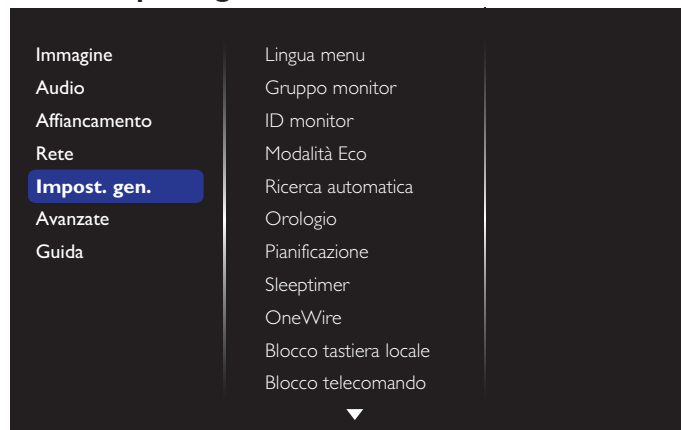 Immagine
Audio
Affiancamento
Rete
Impost. gen.
Avanzate
Guida
Lingua menu
Gruppo monitor
ID monitor
Modalità Eco
Ricerca automatica
Orologio
Pianificazione
Sleeptimer
OneWire
Blocco tastiera locale
Blocco telecomando